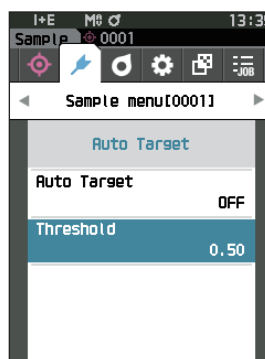 I+E M 13:3
Sample 0001
JOB
Sample menu[0001]
Auto Target
Auto Target
OFF
Threshold
0.50